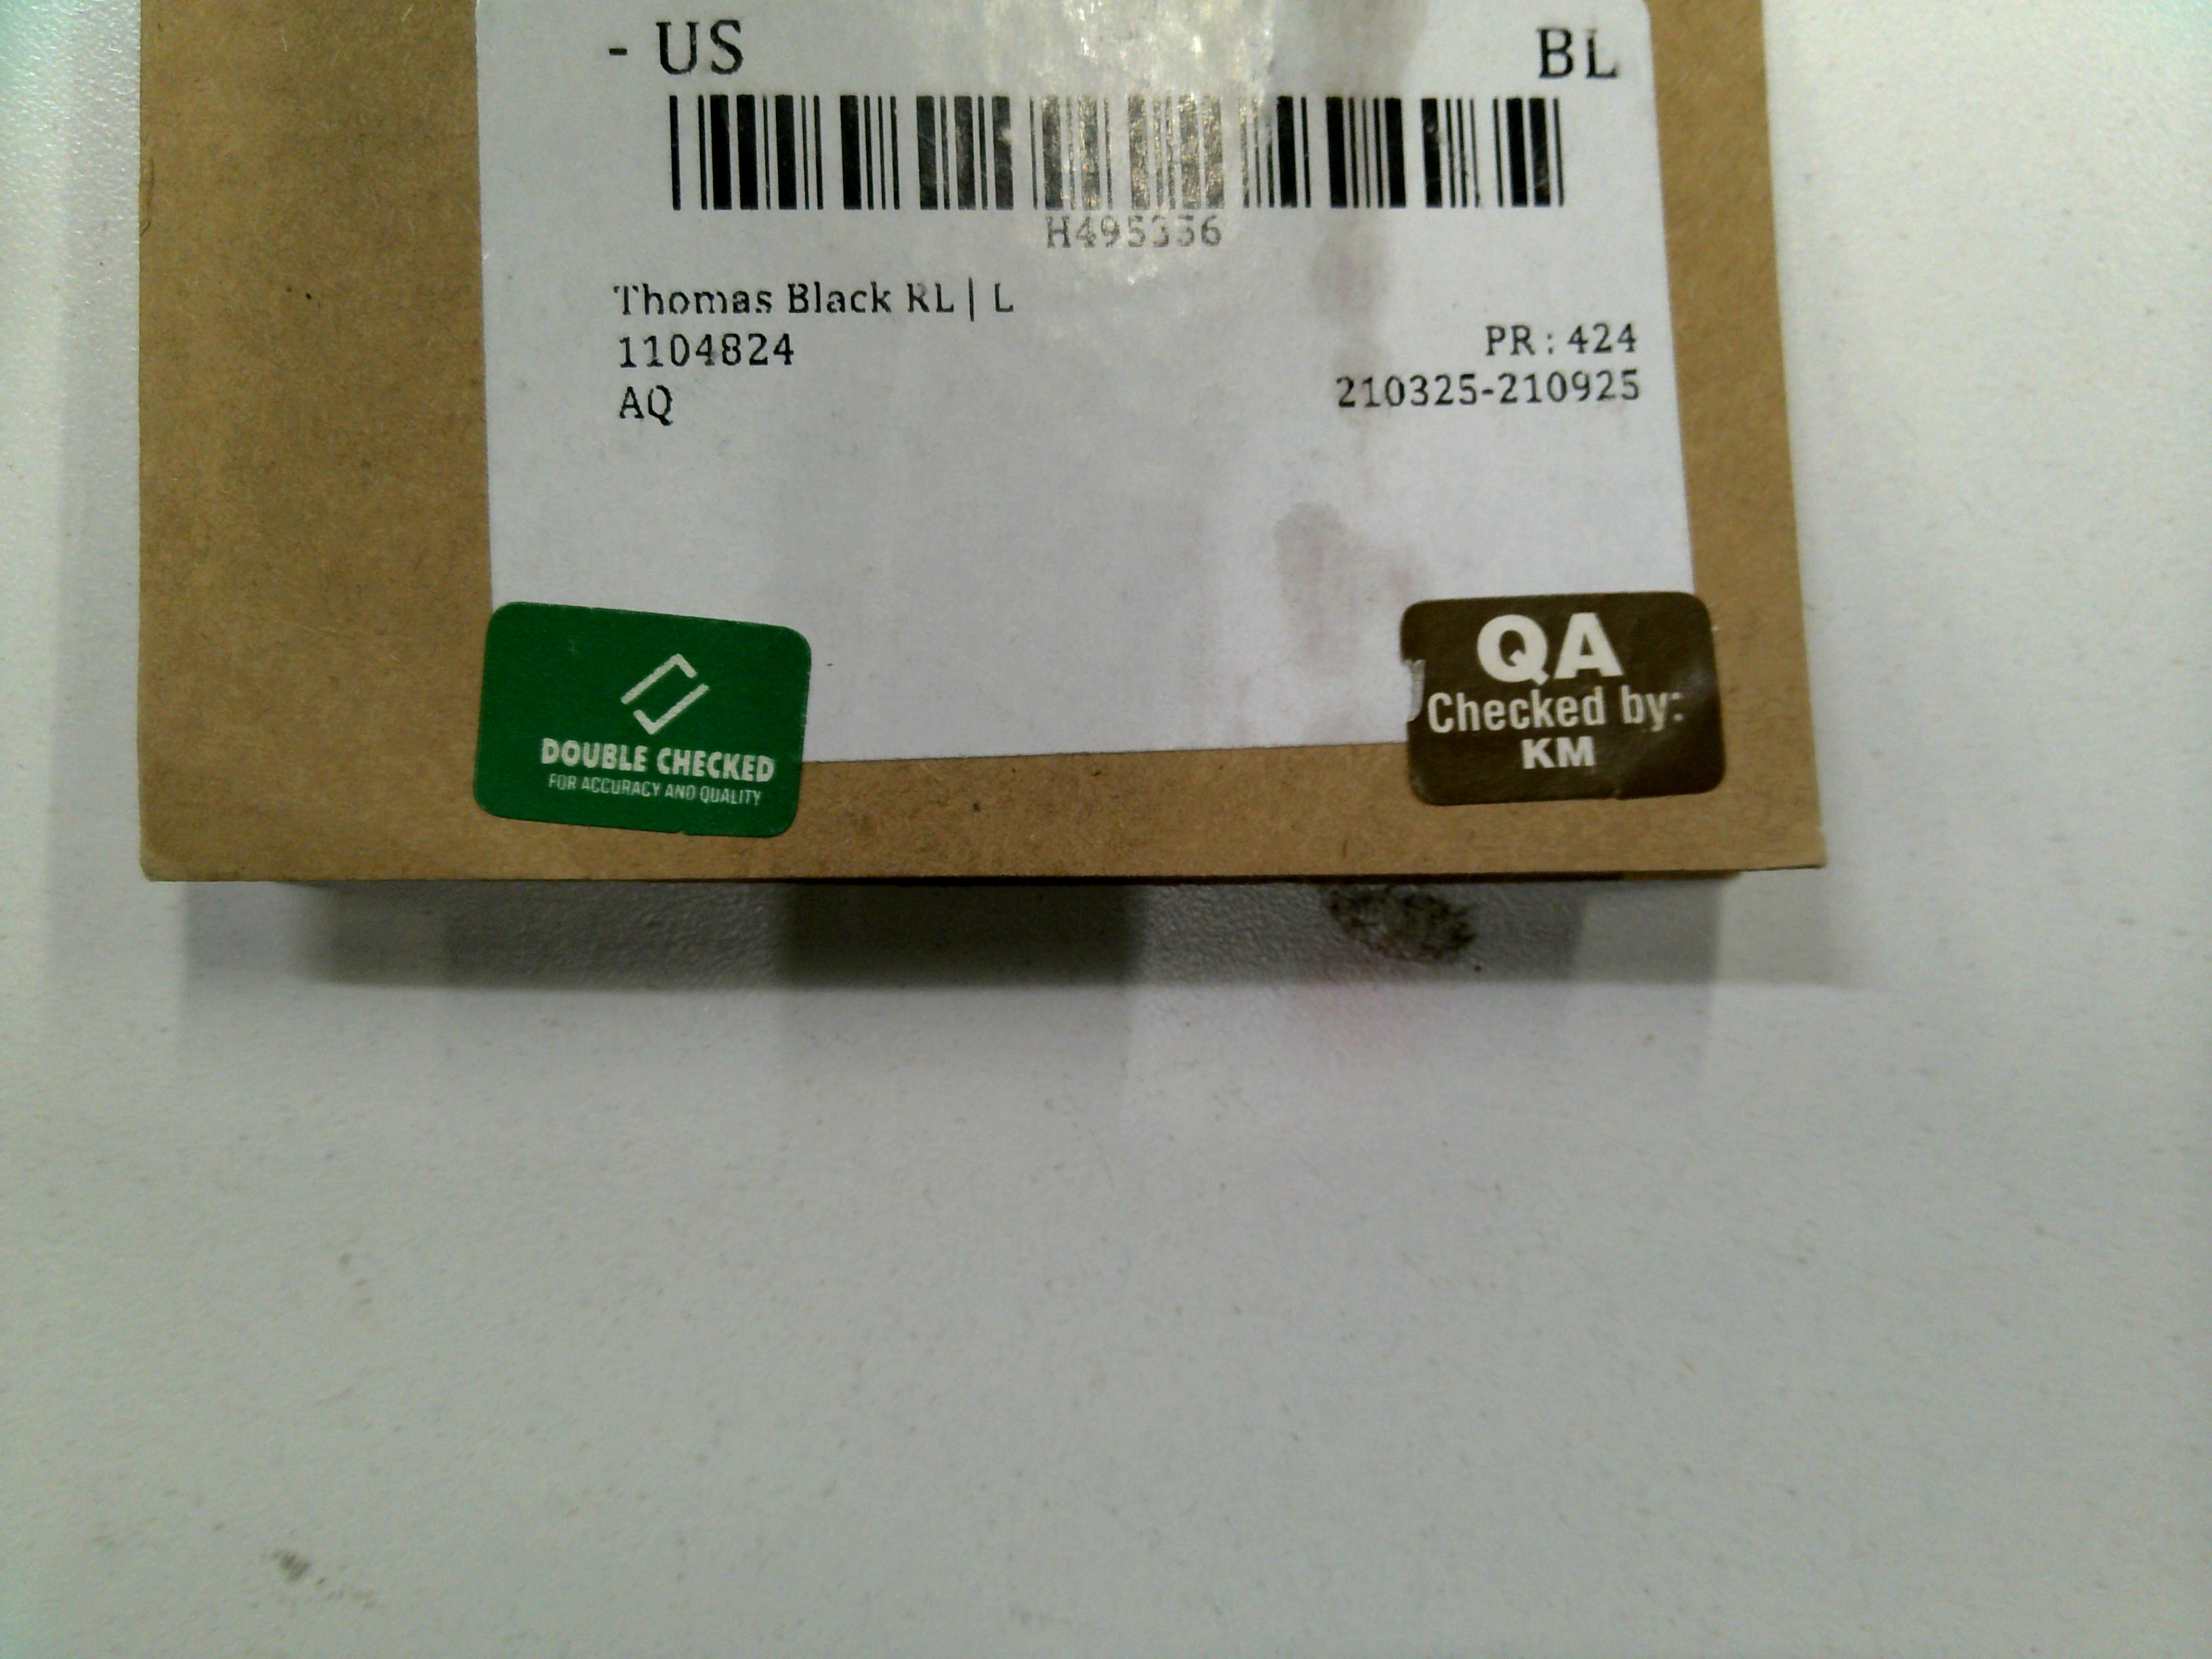 - US BL
H495356
Thomas Black RL | L
1104824
PR : 424
AQ
210325-210925
DOUBLE CHECKED
FOR ACCURACY AND QUALITY
QA
Checked by:
KM